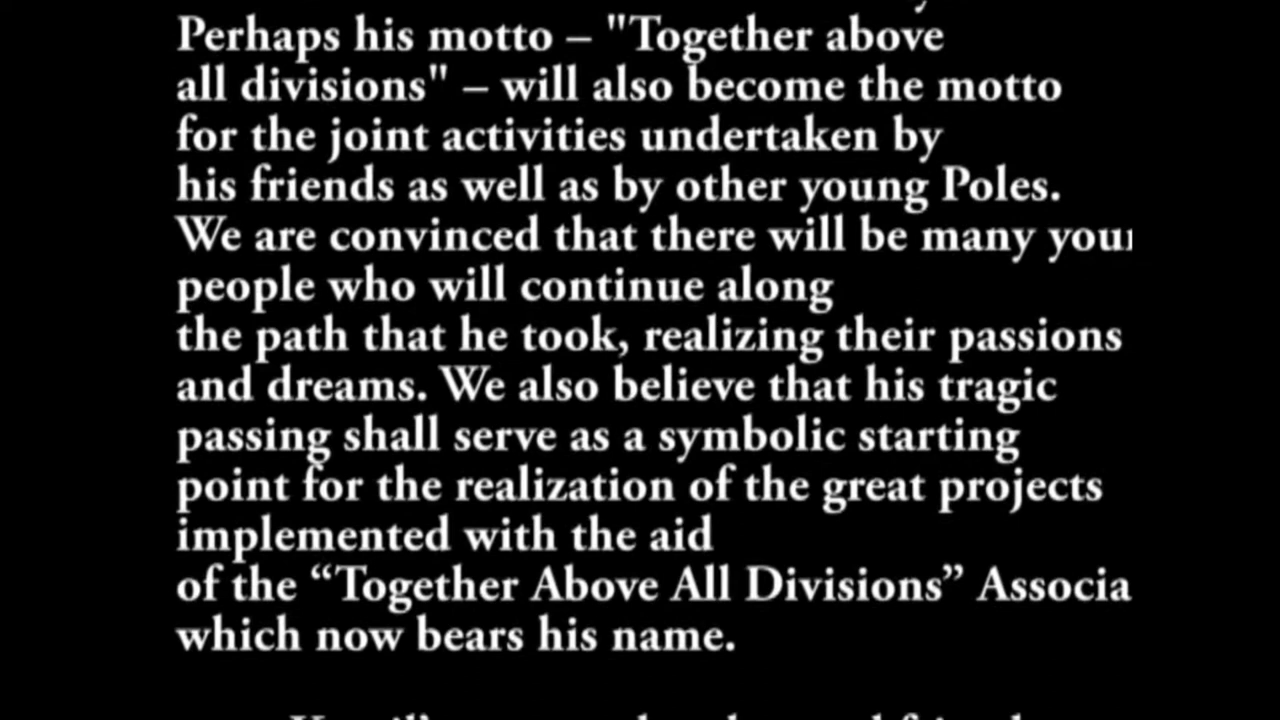 Perhaps his motto – "Together above
all divisions" – will also become the motto
for the joint activities undertaken by
his friends as well as by other young Poles.
We are convinced that there will be many
people who will continue along
the path that he took, realizing their passions
and dreams. We also believe that his tragic
passing shall serve as a symbolic starting
point for the realization of the great projects
implemented with the aid
of the “Together Above All Divisions” Associa
which now bears his name.